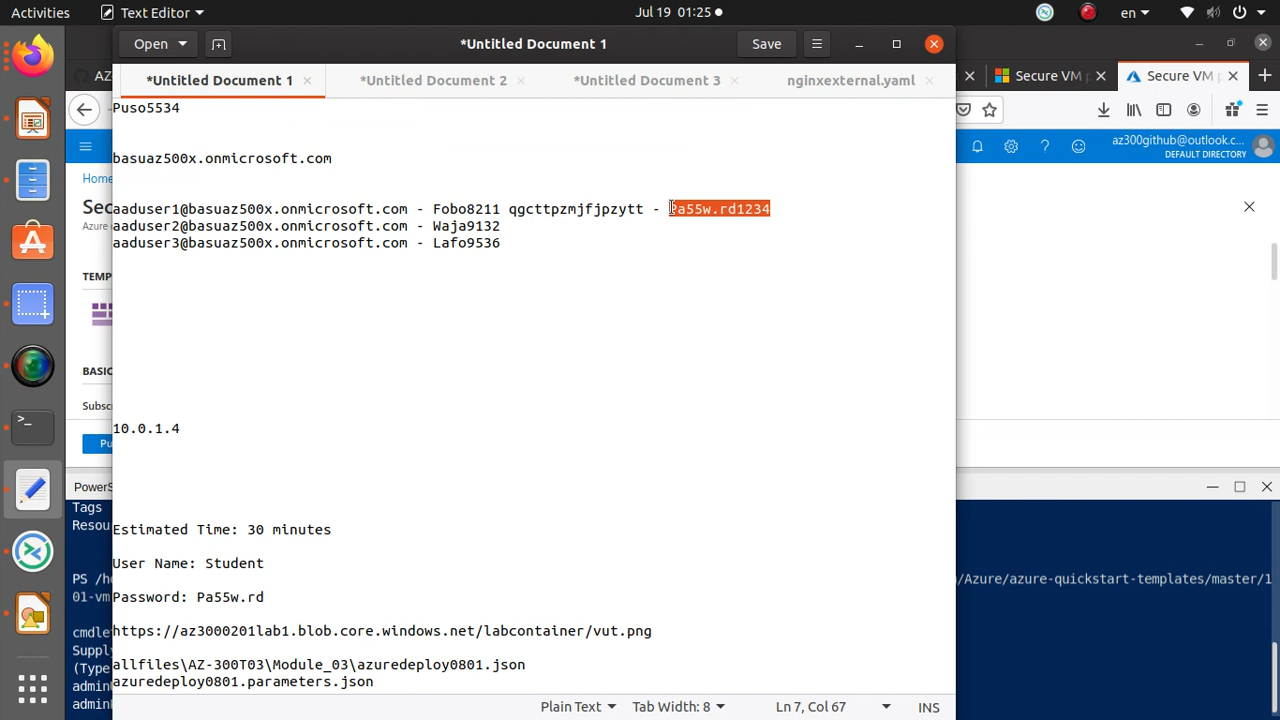 Activities
Text Editor
Jul 19 01:25
en
Open
*Untitled Document 1
Save
*Untitled Document 1
*Untitled Document 2
*Untitled Document 3
nginxexternal.yaml
AZ
Secure VM p
Secure VM p
az300github@outlook.c...
DEFAULT DIRECTORY
Home
Sec
Azure
TEMP
BASIC
Subsc
Pu
Puso5534
basuaz500x.onmicrosoft.com
aaduser1@basuaz500x.onmicrosoft.com - Fobo8211 qgcttpzmjfjpzytt - Pa55w.rd1234
aaduser2@basuaz500x.onmicrosoft.com - Waja9132
aaduser3@basuaz500x.onmicrosoft.com - Lafo9536
10.0.1.4
Estimated Time: 30 minutes
User Name: Student
Password: Pa55w.rd
https://az3000201lab1.blob.core.windows.net/labcontainer/vut.png
allfiles\AZ-300T03\Module_03\azuredeploy0801.json
azuredeploy0801.parameters.json
PowerS
Tags
Resou
PS /h
/Azure/azure-quickstart-templates/master/1
01-vm
cmdle
Suppl
(Type
admin
admin
Plain Text
Tab Width: 8
Ln 7, Col 67
INS